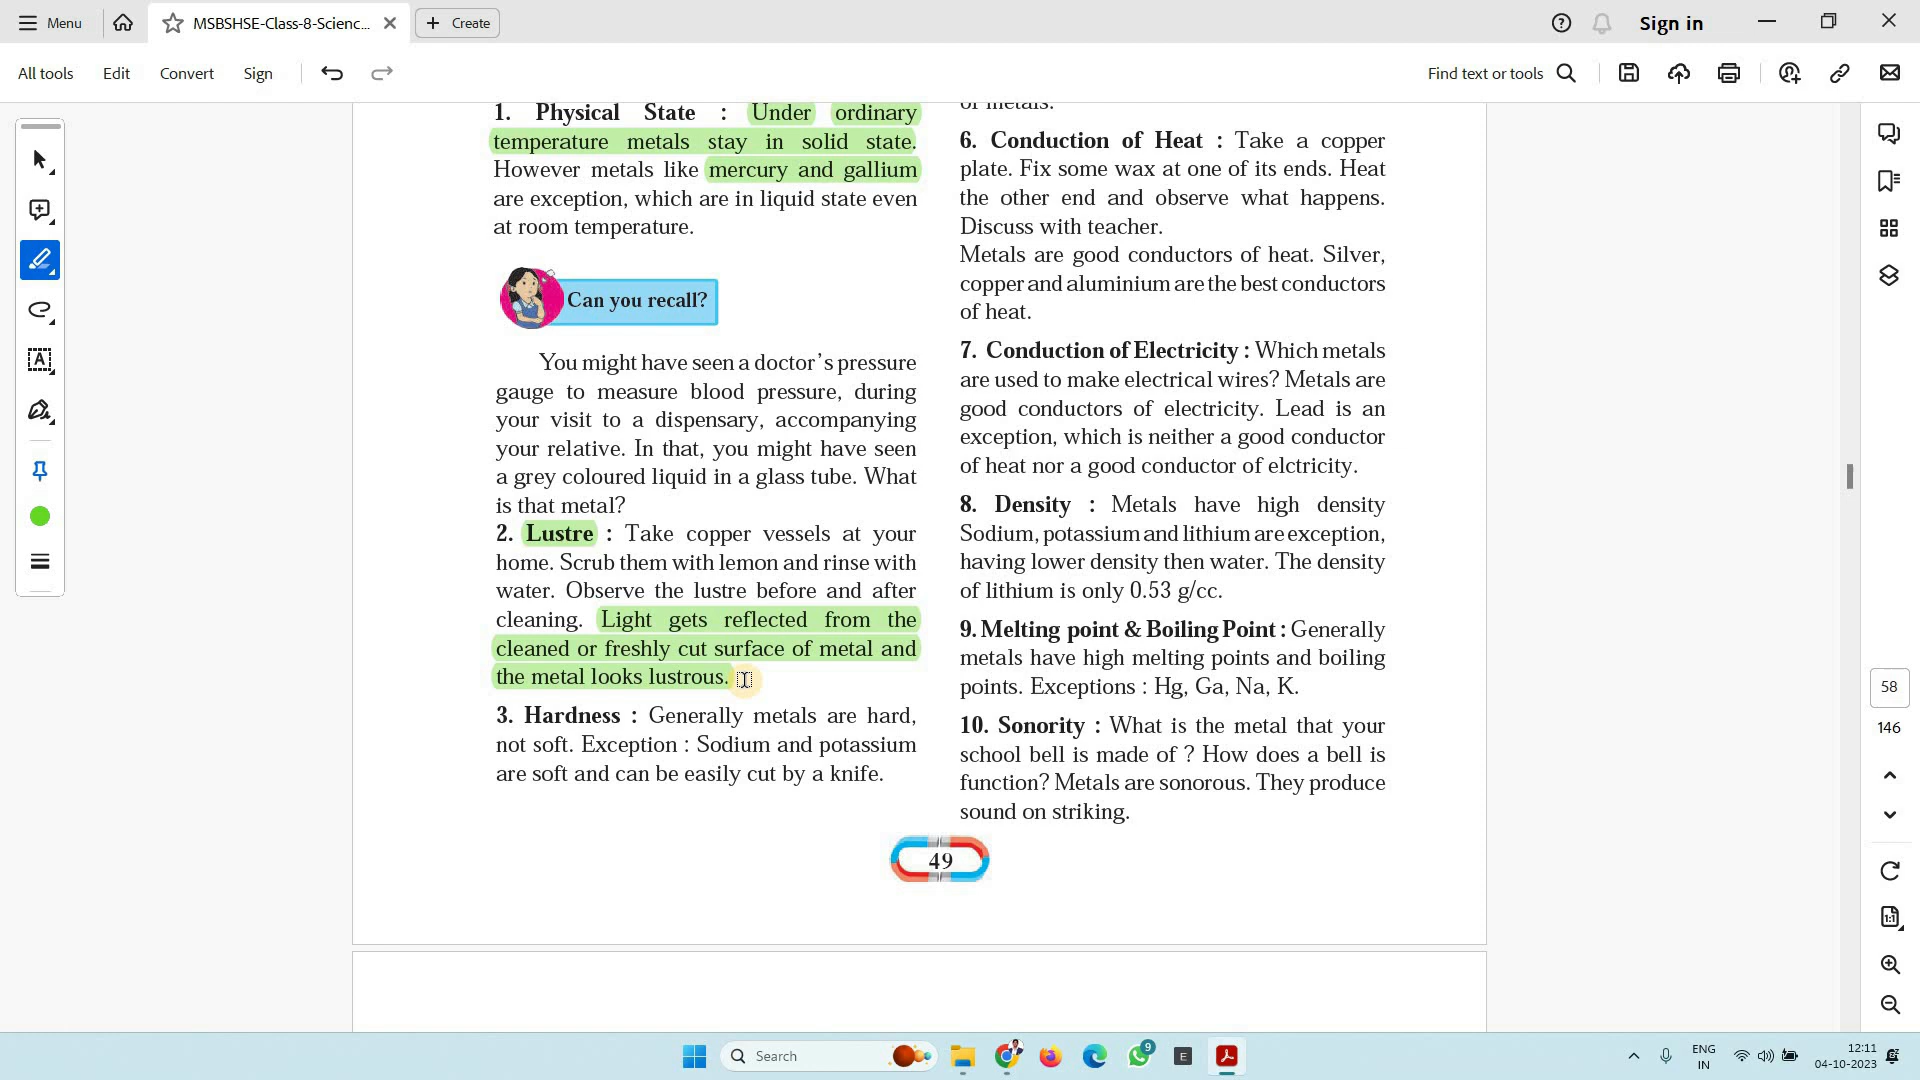 Menu
MSBSHSE-Class-8-Scienc...
Create
Sign in
All tools
Edit
Convert
Sign
Find text or tools
1. Physical State : Under ordinary
temperature metals stay in solid state.
However metals like mercury and gallium
are exception, which are in liquid state even
at room temperature.
Can you recall?
You might have seen a doctor's pressure
gauge to measure blood pressure, during
your visit to a dispensary, accompanying
your relative. In that, you might have seen
a grey coloured liquid in a glass tube. What
is that metal?
2. Lustre : Take copper vessels at your
home. Scrub them with lemon and rinse with
water. Observe the lustre before and after
cleaning. Light gets reflected from the
cleaned or freshly cut surface of metal and
the metal looks lustrous.
3. Hardness : Generally metals are hard,
not soft. Exception : Sodium and potassium
are soft and can be easily cut by a knife.
of metals.
6. Conduction of Heat : Take a copper
plate. Fix some wax at one of its ends. Heat
the other end and observe what happens.
Discuss with teacher.
Metals are good conductors of heat. Silver,
copper and aluminium are the best conductors
of heat.
7. Conduction of Electricity : Which metals
are used to make electrical wires? Metals are
good conductors of electricity. Lead is an
exception, which is neither a good conductor
of heat nor a good conductor of elctricity.
8. Density : Metals have high density
Sodium, potassium and lithium are exception,
having lower density then water. The density
of lithium is only 0.53 g/cc.
9. Melting point & Boiling Point : Generally
metals have high melting points and boiling
points. Exceptions : Hg, Ga, Na, K.
10. Sonority : What is the metal that your
school bell is made of ? How does a bell is
function? Metals are sonorous. They produce
sound on striking.
49
58
146
Search
9
E
ENG
IN
12:11
04-10-2023